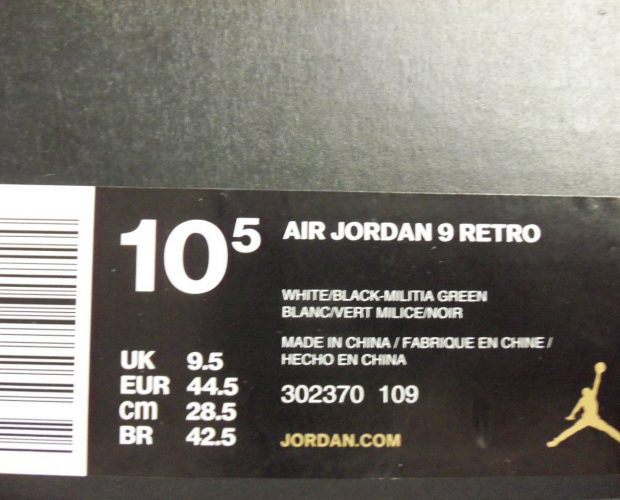 10⁵
AIR JORDAN 9 RETRO
WHITE/BLACK-MILITIA GREEN
BLANC/VERT MILICE/NOIR
MADE IN CHINA / FABRIQUE EN CHINE /
HECHO EN CHINA
302370 109
JORDAN.COM
UK 9.5
EUR 44.5
cm 28.5
BR 42.5